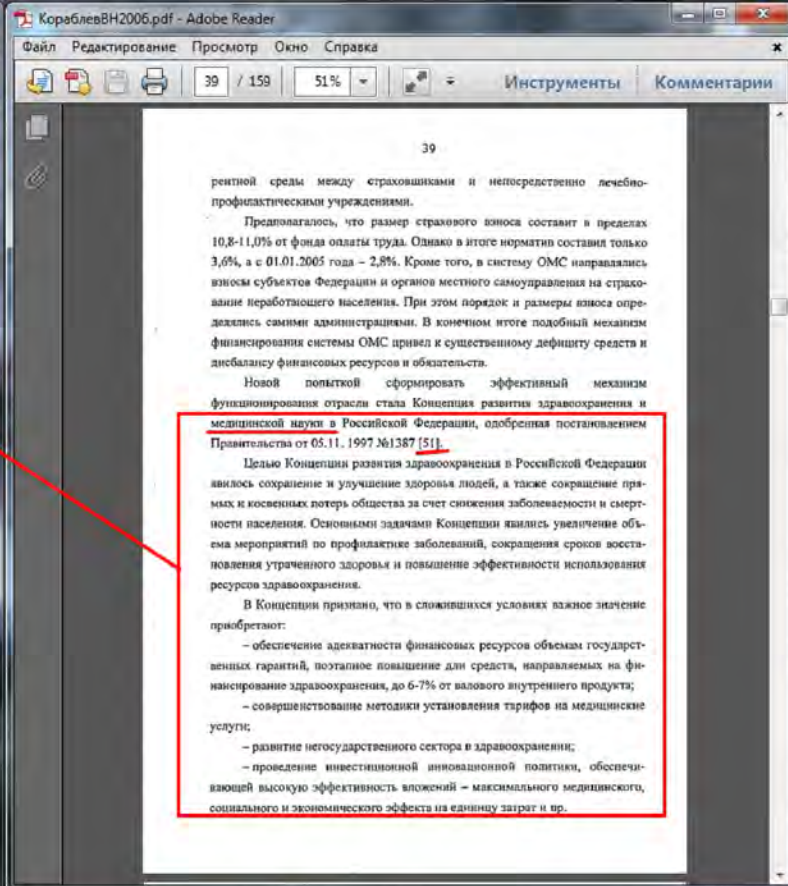 КораблевВН2006.pdf - Adobe Reader
Файл Редактирование Просмотр Окно Справка
39 / 159 51% Инструменты Комментарии
39
рентной среды между страховщиками и непосредственно лечебно-
профилактическими учреждениями.
Предполагалось, что размер страхового взноса составит в пределах
10,8-11,0% от фонда оплаты труда. Однако в итоге норматив составил только
3,6%, а с 01.01.2005 года – 2,8%. Кроме того, в систему ОМС направлялись
взносы субъектов Федерации и органов местного самоуправления на страхо-
вание неработающего населения. При этом порядок и размеры взноса опре-
делялись самими администрациями. В конечном итоге подобный механизм
финансирования системы ОМС привел к существенному дефициту средств и
дисбалансу финансовых ресурсов и обязательств.
Новой попыткой сформировать эффективный механизм
функционирования отрасли стала Концепция развития здравоохранения и
медицинской науки в Российской Федерации, одобренная постановлением
Правительства от 05.11. 1997 №1387 [51].
Целью Концепции развития здравоохранения в Российской Федерации
явилось сохранение и улучшение здоровья людей, а также сокращение пря-
мых и косвенных потерь общества за счет снижения заболеваемости и смерт-
ности населения. Основными задачами Концепции явились увеличение объ-
ема мероприятий по профилактике заболеваний, сокращения сроков восста-
новления утраченного здоровья и повышение эффективности использования
ресурсов здравоохранения.
В Концепции признано, что в сложившихся условиях важное значение
приобретают:
– обеспечение адекватности финансовых ресурсов объемам государст-
венных гарантий, поэтапное повышение дли средств, направляемых на фи-
нансирование здравоохранения, до 6-7% от валового внутреннего продукта;
– совершенствование методики установления тарифов на медицинские
услуги;
– развитие негосударственного сектора в здравоохранении;
– проведение инвестиционной инновационной политики, обеспечи-
вающей высокую эффективность вложений – максимального медицинского,
социального и экономического эффекта на единицу затрат и пр.